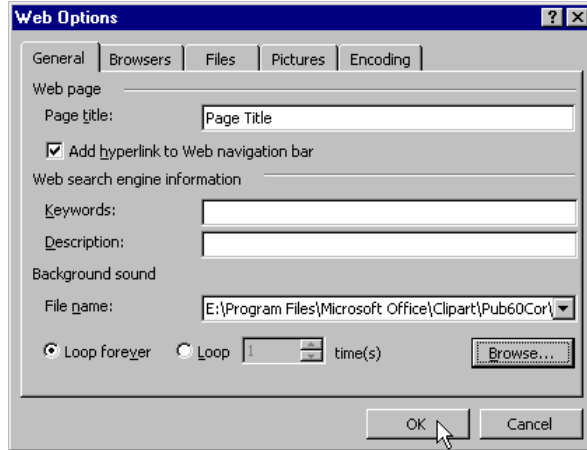 Web Options
General Browsers Files Pictures Encoding
Web page
Page title: Page Title
Add hyperlink to Web navigation bar
Web search engine information
Keywords:
Description:
Background sound
File name: E:\Program Files\Microsoft Office\Clipart\Pub60Cor\
Loop forever Loop 1 time(s) Browse...
OK Cancel